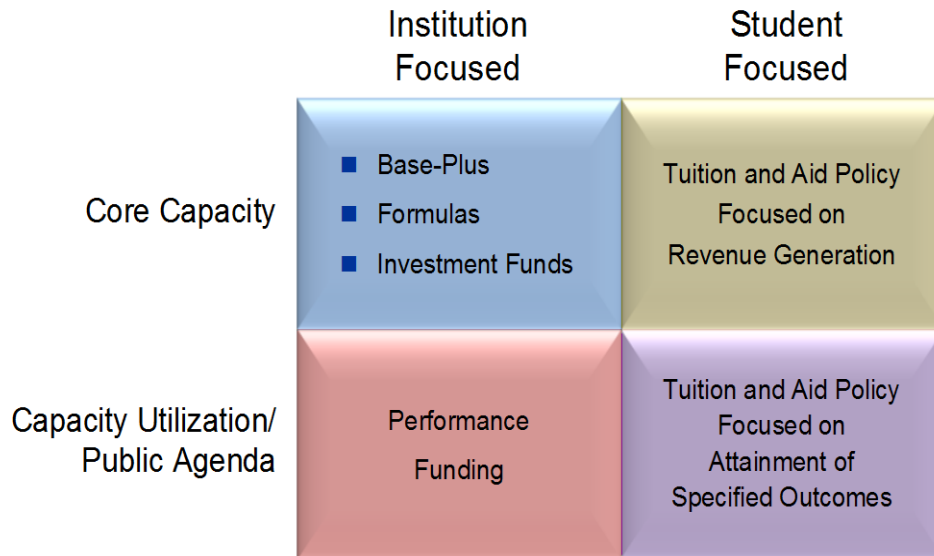 Institution
Focused
Student
Focused
Core Capacity
Base-Plus
Formulas
Investment Funds
Tuition and Aid Policy
Focused on
Revenue Generation
Capacity Utilization/
Public Agenda
Performance
Funding
Tuition and Aid Policy
Focused on
Attainment of
Specified Outcomes